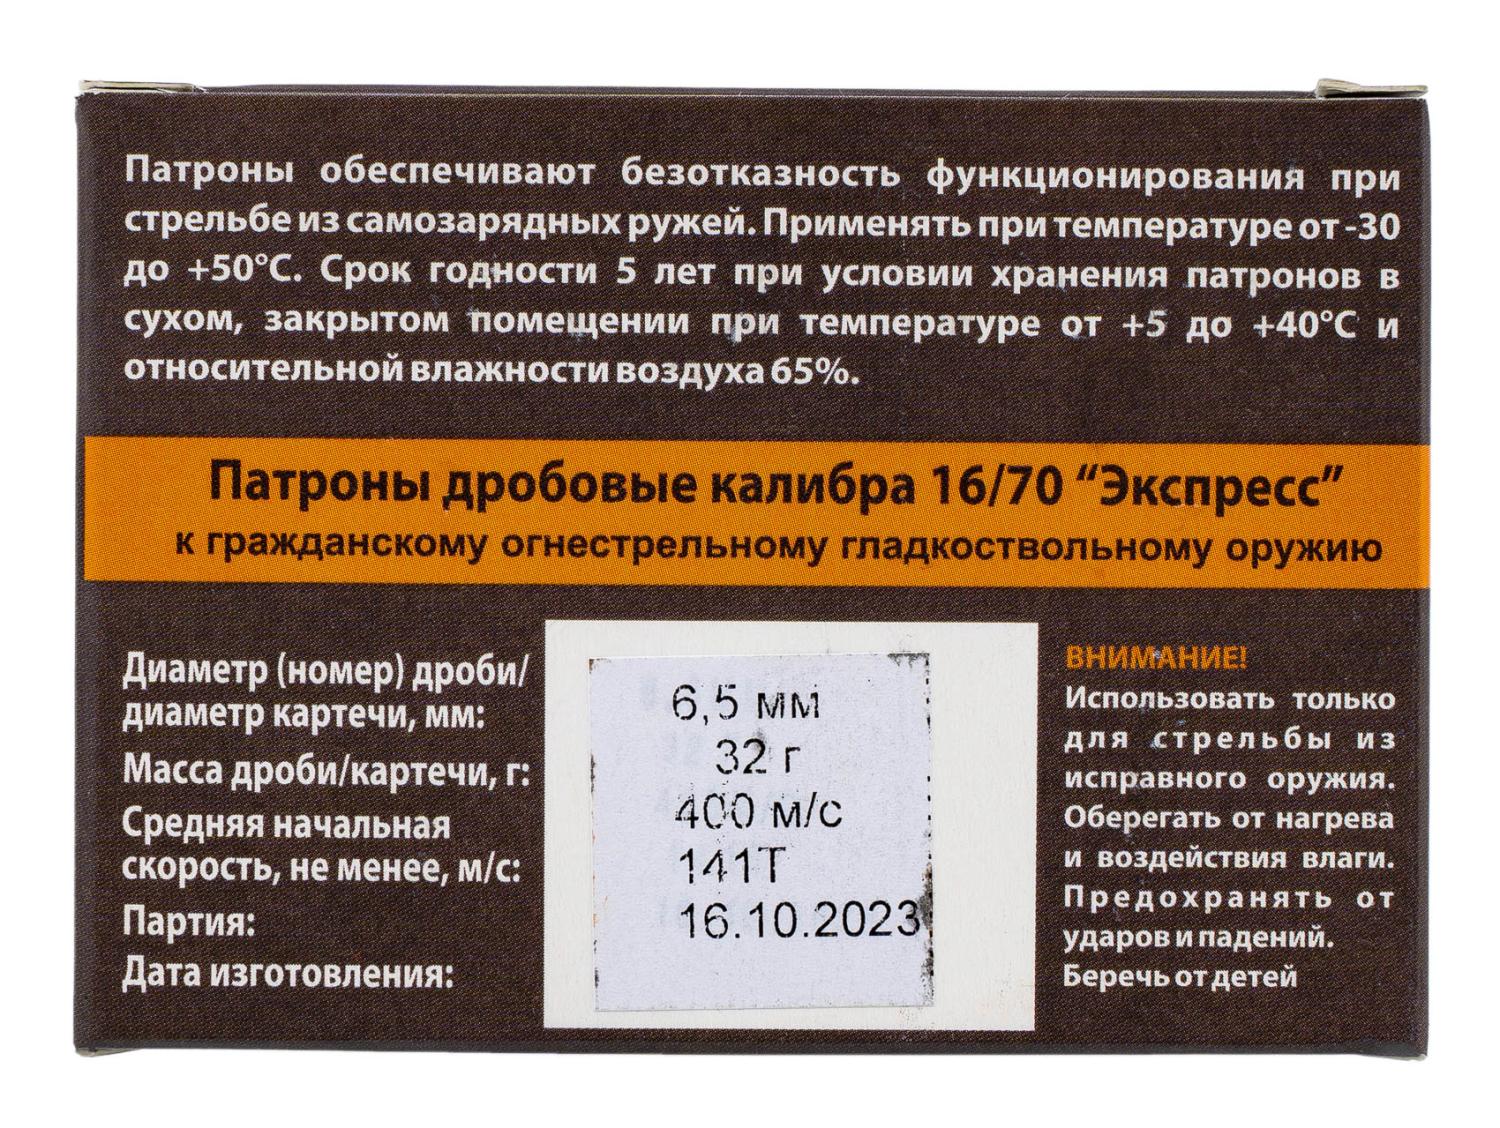 Патроны обеспечивают безотказность функционирования при
стрельбе из самозарядных ружей. Применять при температуре от -30
до +50°С. Срок годности 5 лет при условии хранения патронов в
сухом, закрытом помещении при температуре от +5 до +40°С и
относительной влажности воздуха 65%.
Патроны дробовые калибра 16/70 “Экспресс”
к гражданскому огнестрельному гладкоствольному оружию
Диаметр (номер) дроби/
диаметр картечи, мм:
Масса дроби/картечи, г:
Средняя начальная
скорость, не менее, м/с:
Партия:
Дата изготовления:
6,5 мм
32 г
400 м/с
141Т
16.10.2023
ВНИМАНИЕ!
Использовать только
для стрельбы из
исправного оружия.
Оберегать от нагрева
и воздействия влаги.
Предохранять от
ударов и падений.
Беречь от детей